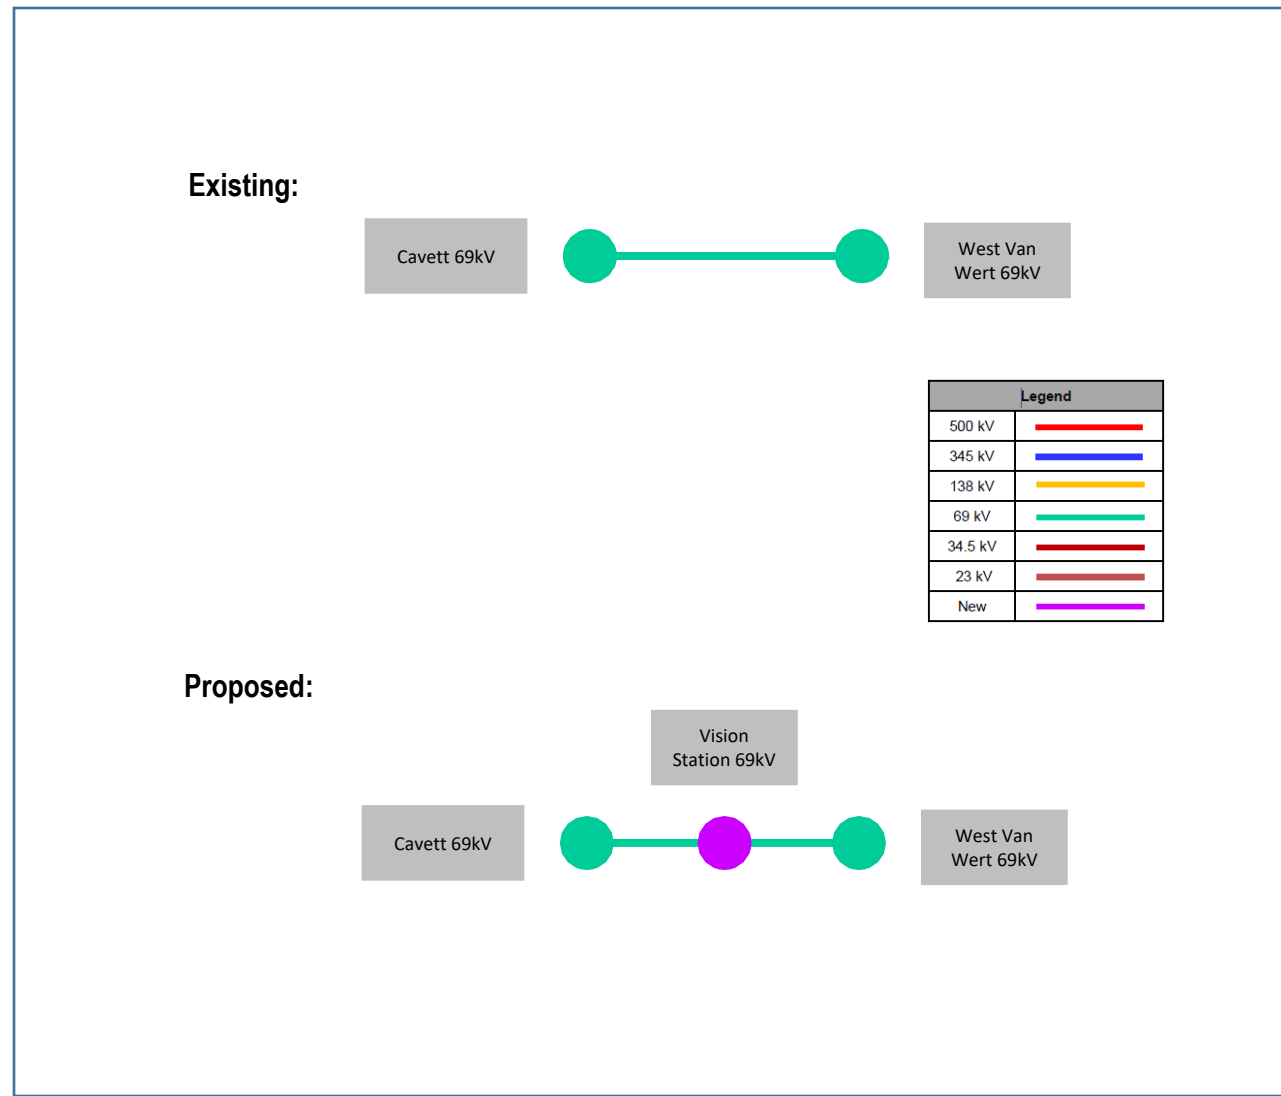 Existing:
Cavett 69kV
West Van
Wert 69kV
Legend
500 kV
345 kV
138 kV
69 kV
34.5 kV
23 kV
New
Proposed:
Vision
Station 69kV
Cavett 69kV
West Van
Wert 69kV